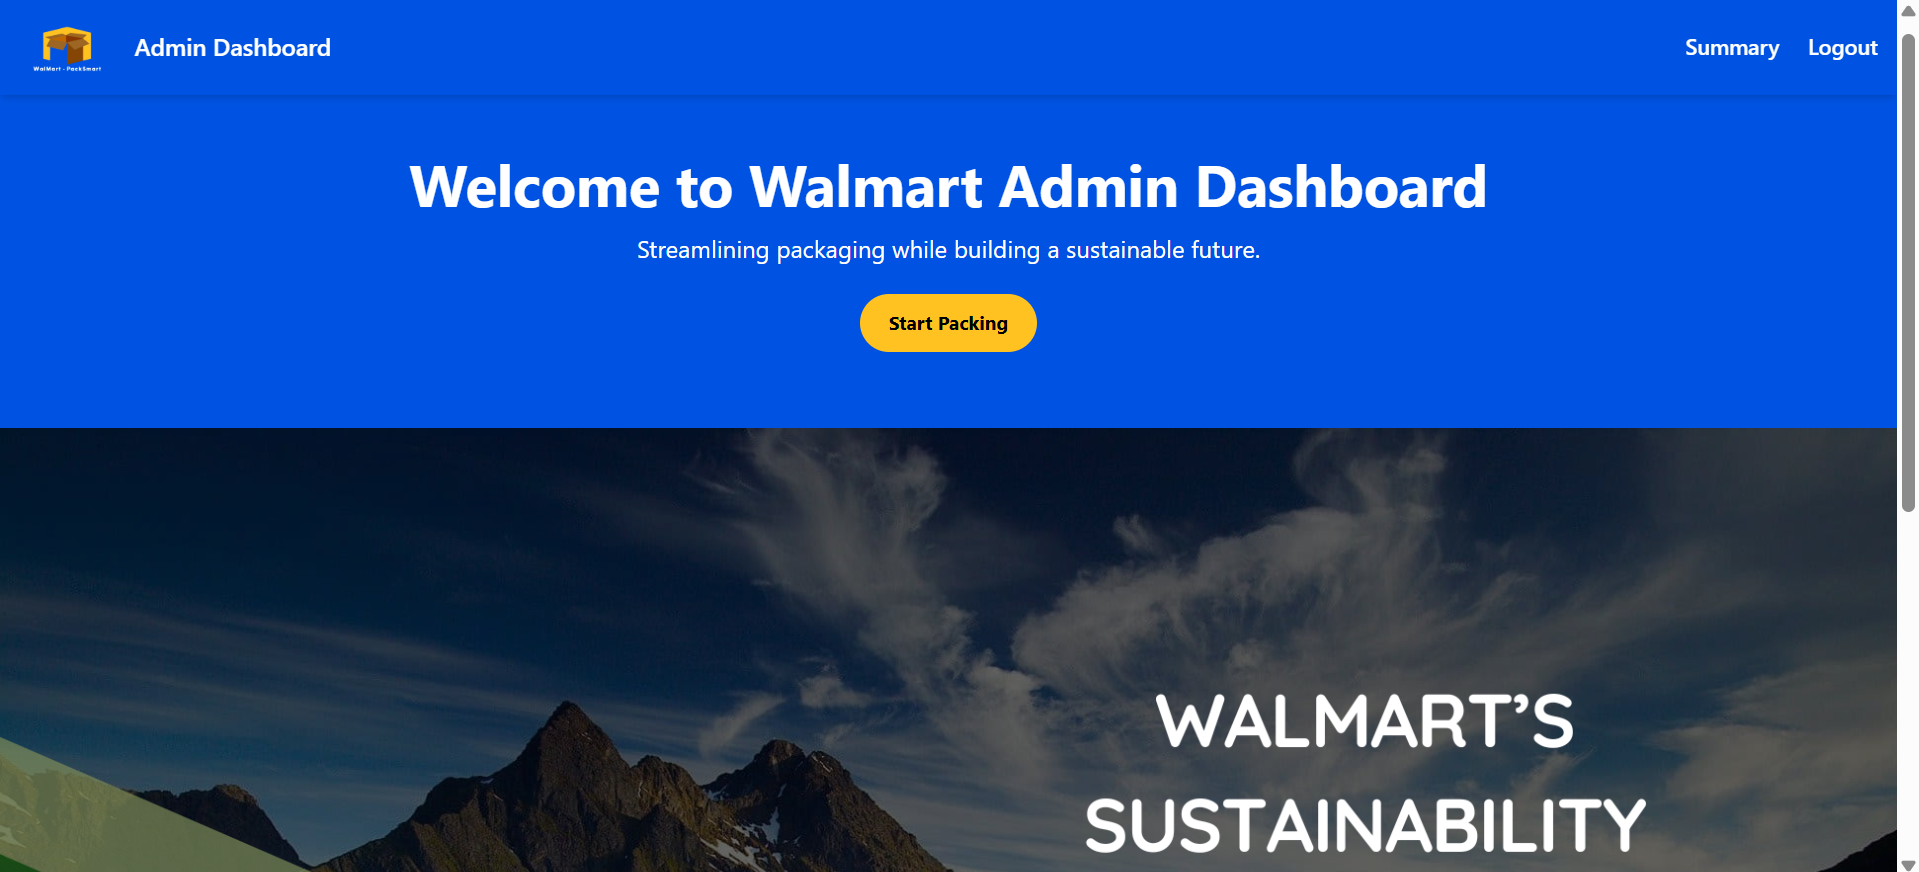 WalMart - PackSmart
Admin Dashboard
Summary
Logout
Welcome to Walmart Admin Dashboard
Streamlining packaging while building a sustainable future.
Start Packing
WALMART’S
SUSTAINABILITY